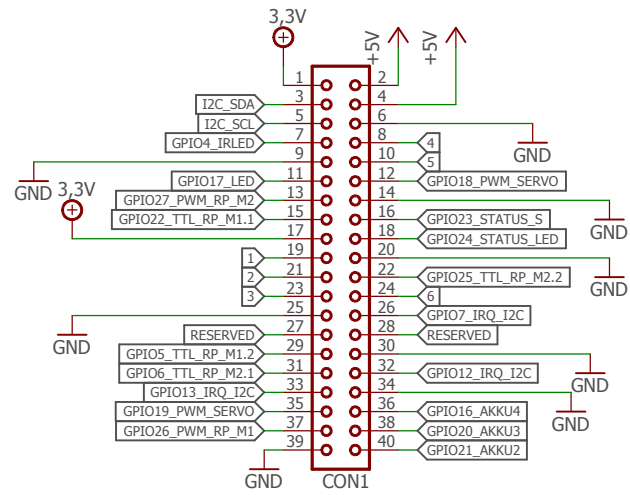 3,3V
+5V
+5V
1
2
I2C_SDA
3
4
I2C_SCL
5
6
GPIO4_IRLED
7
8
4
GND
9
10
5
GND
GPIO17_LED
11
12
GPIO18_PWM_SERVO
3,3V
GPIO27_PWM_RP_M2
13
14
GPIO22_TTL_RP_M1.1
15
16
GPIO23_STATUS_S
GND
17
18
GPIO24_STATUS_LED
1
19
20
2
21
22
GPIO25_TTL_RP_M2.2
GND
3
23
24
6
25
26
GPIO7_IRQ_I2C
GND
RESERVED
27
28
RESERVED
GPIO5_TTL_RP_M1.2
29
30
GPIO6_TTL_RP_M2.1
31
32
GPIO12_IRQ_I2C
GND
GPIO13_IRQ_I2C
33
34
GPIO19_PWM_SERVO
35
36
GPIO16_AKKU4
GND
GPIO26_PWM_RP_M1
37
38
GPIO20_AKKU3
39
40
GPIO21_AKKU2
GND
CON1